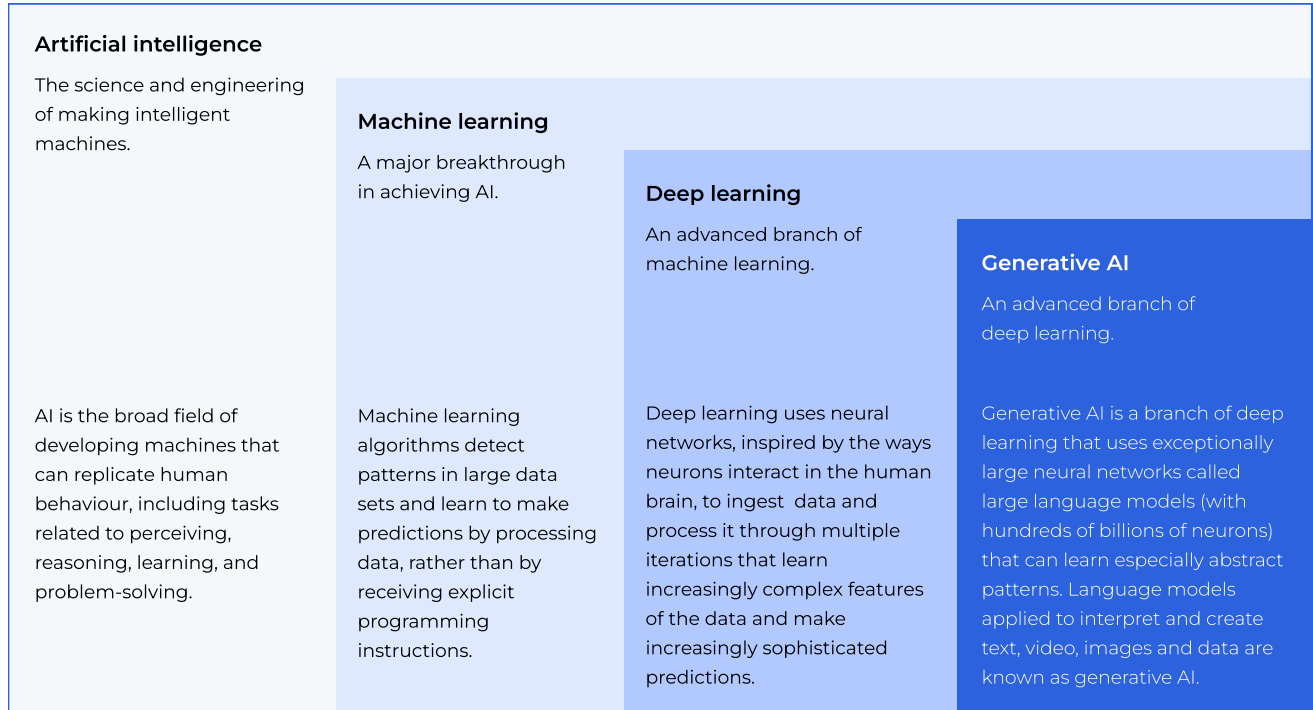 Artificial intelligence
The science and engineering
of making intelligent
machines.
AI is the broad field of
developing machines that
can replicate human
behaviour, including tasks
related to perceiving,
reasoning, learning, and
problem-solving.
Machine learning
A major breakthrough
in achieving AI.
Machine learning
algorithms detect
patterns in large data
sets and learn to make
predictions by processing
data, rather than by
receiving explicit
programming
instructions.
Deep learning
An advanced branch of
machine learning.
Deep learning uses neural
networks, inspired by the ways
neurons interact in the human
brain, to ingest  data and
process it through multiple
iterations that learn
increasingly complex features
of the data and make
increasingly sophisticated
predictions.
Generative AI
An advanced branch of
deep learning.
Generative AI is a branch of deep
learning that uses exceptionally
large neural networks called
large language models (with
hundreds of billions of neurons)
that can learn especially abstract
patterns. Language models
applied to interpret and create
text, video, images and data are
known as generative AI.